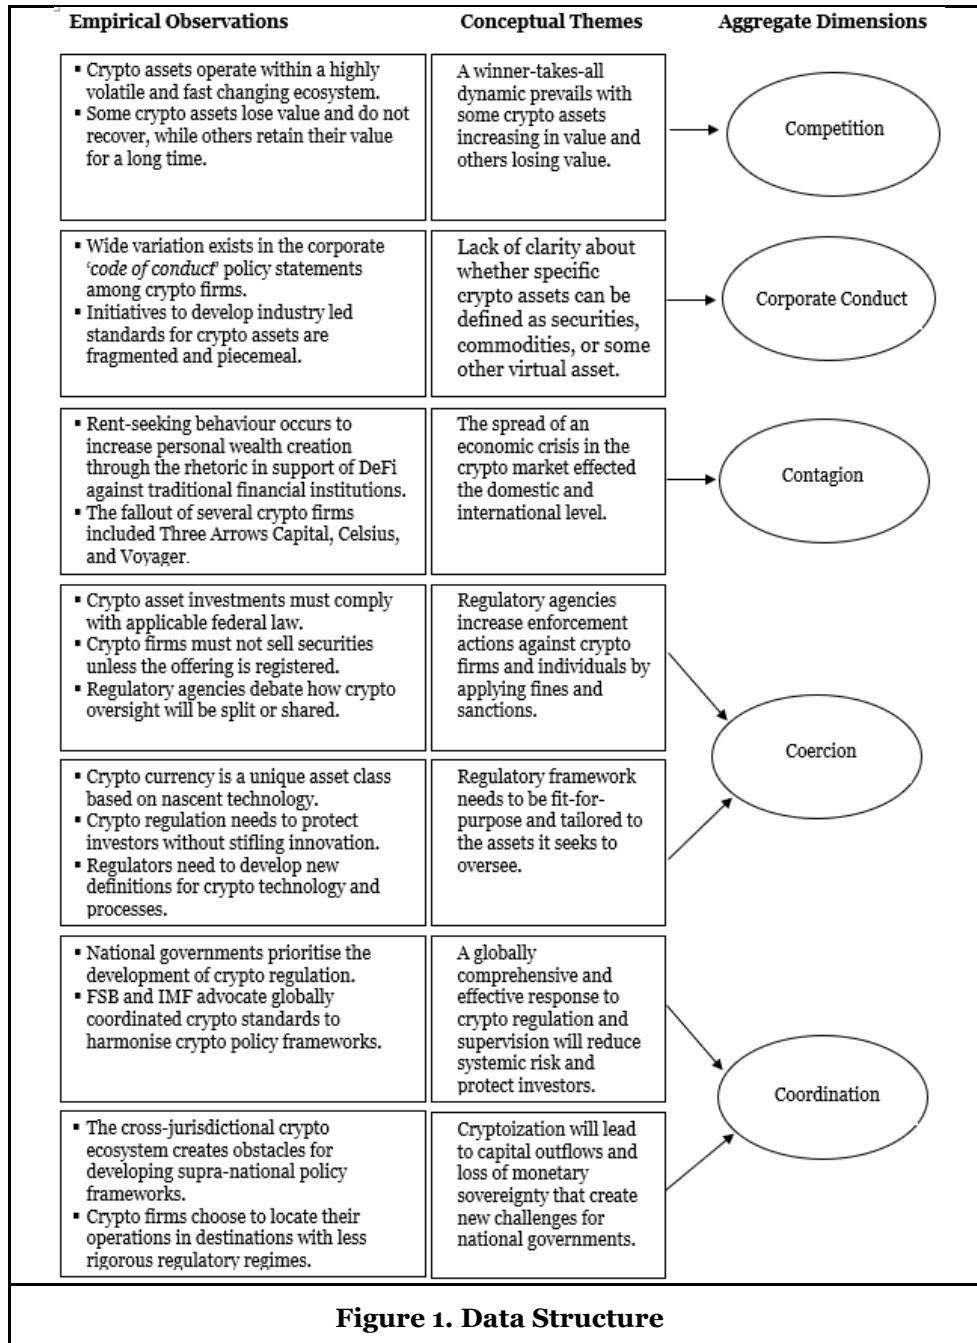 Empirical Observations
Conceptual Themes
Aggregate Dimensions
▪ Crypto assets operate within a highly
volatile and fast changing ecosystem.
▪ Some crypto assets lose value and do not
recover, while others retain their value
for a long time.
A winner-takes-all
dynamic prevails with
some crypto assets
increasing in value and
others losing value.
Competition
▪ Wide variation exists in the corporate
‘code of conduct’ policy statements
among crypto firms.
▪ Initiatives to develop industry led
standards for crypto assets are
fragmented and piecemeal.
Lack of clarity about
whether specific
crypto assets can be
defined as securities,
commodities, or some
other virtual asset.
Corporate Conduct
▪ Rent-seeking behaviour occurs to
increase personal wealth creation
through the rhetoric in support of DeFi
against traditional financial institutions.
▪ The fallout of several crypto firms
included Three Arrows Capital, Celsius,
and Voyager.
The spread of an
economic crisis in the
crypto market effected
the domestic and
international level.
Contagion
▪ Crypto asset investments must comply
with applicable federal law.
▪ Crypto firms must not sell securities
unless the offering is registered.
▪ Regulatory agencies debate how crypto
oversight will be split or shared.
Regulatory agencies
increase enforcement
actions against crypto
firms and individuals by
applying fines and
sanctions.
Coercion
▪ Crypto currency is a unique asset class
based on nascent technology.
▪ Crypto regulation needs to protect
investors without stifling innovation.
▪ Regulators need to develop new
definitions for crypto technology and
processes.
Regulatory framework
needs to be fit-for-
purpose and tailored to
the assets it seeks to
oversee.
▪ National governments prioritise the
development of crypto regulation.
▪ FSB and IMF advocate globally
coordinated crypto standards to
harmonise crypto policy frameworks.
A globally
comprehensive and
effective response to
crypto regulation and
supervision will reduce
systemic risk and
protect investors.
Coordination
▪ The cross-jurisdictional crypto
ecosystem creates obstacles for
developing supra-national policy
frameworks.
▪ Crypto firms choose to locate their
operations in destinations with less
rigorous regulatory regimes.
Cryptoization will lead
to capital outflows and
loss of monetary
sovereignty that create
new challenges for
national governments.
Figure 1. Data Structure